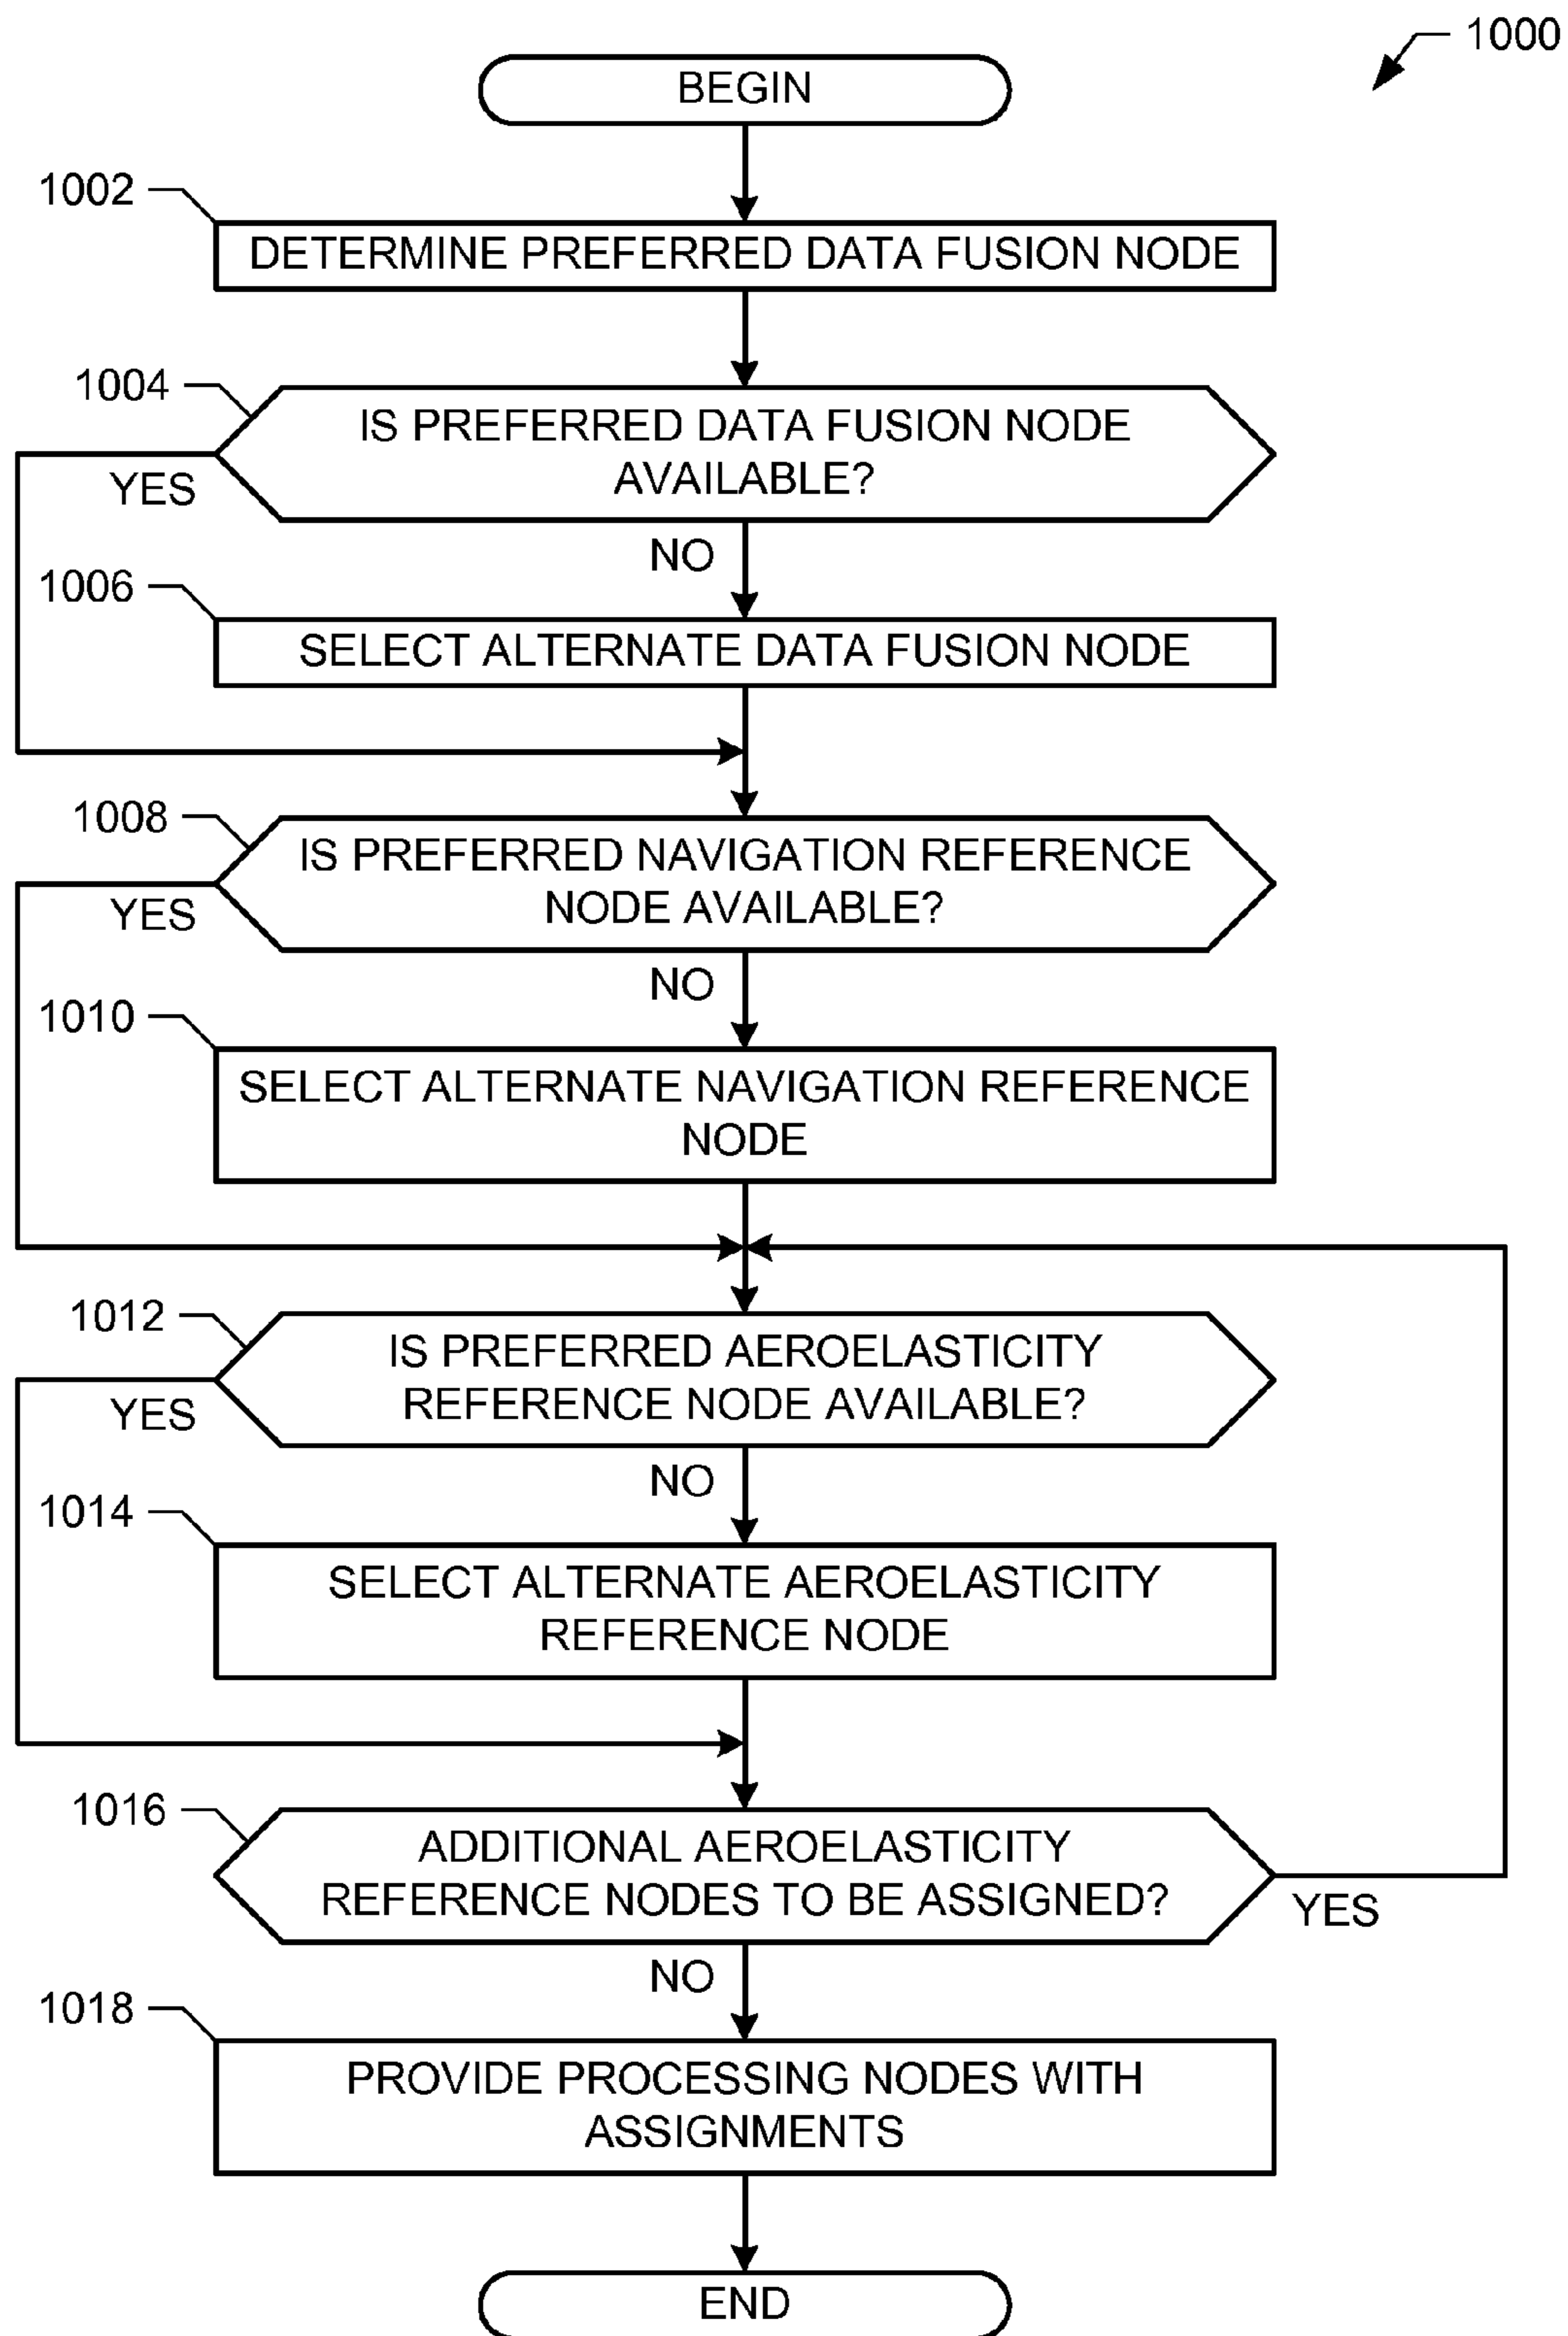 1000
BEGIN
1002
DETERMINE PREFERRED DATA FUSION NODE
1004
IS PREFERRED DATA FUSION NODE
AVAILABLE?
YES
NO
1006
SELECT ALTERNATE DATA FUSION NODE
1008
IS PREFERRED NAVIGATION REFERENCE
NODE AVAILABLE?
YES
NO
1010
SELECT ALTERNATE NAVIGATION REFERENCE
NODE
1012
IS PREFERRED AEROELASTICITY
REFERENCE NODE AVAILABLE?
YES
NO
1014
SELECT ALTERNATE AEROELASTICITY
REFERENCE NODE
1016
ADDITIONAL AEROELASTICITY
REFERENCE NODES TO BE ASSIGNED?
YES
NO
1018
PROVIDE PROCESSING NODES WITH
ASSIGNMENTS
END